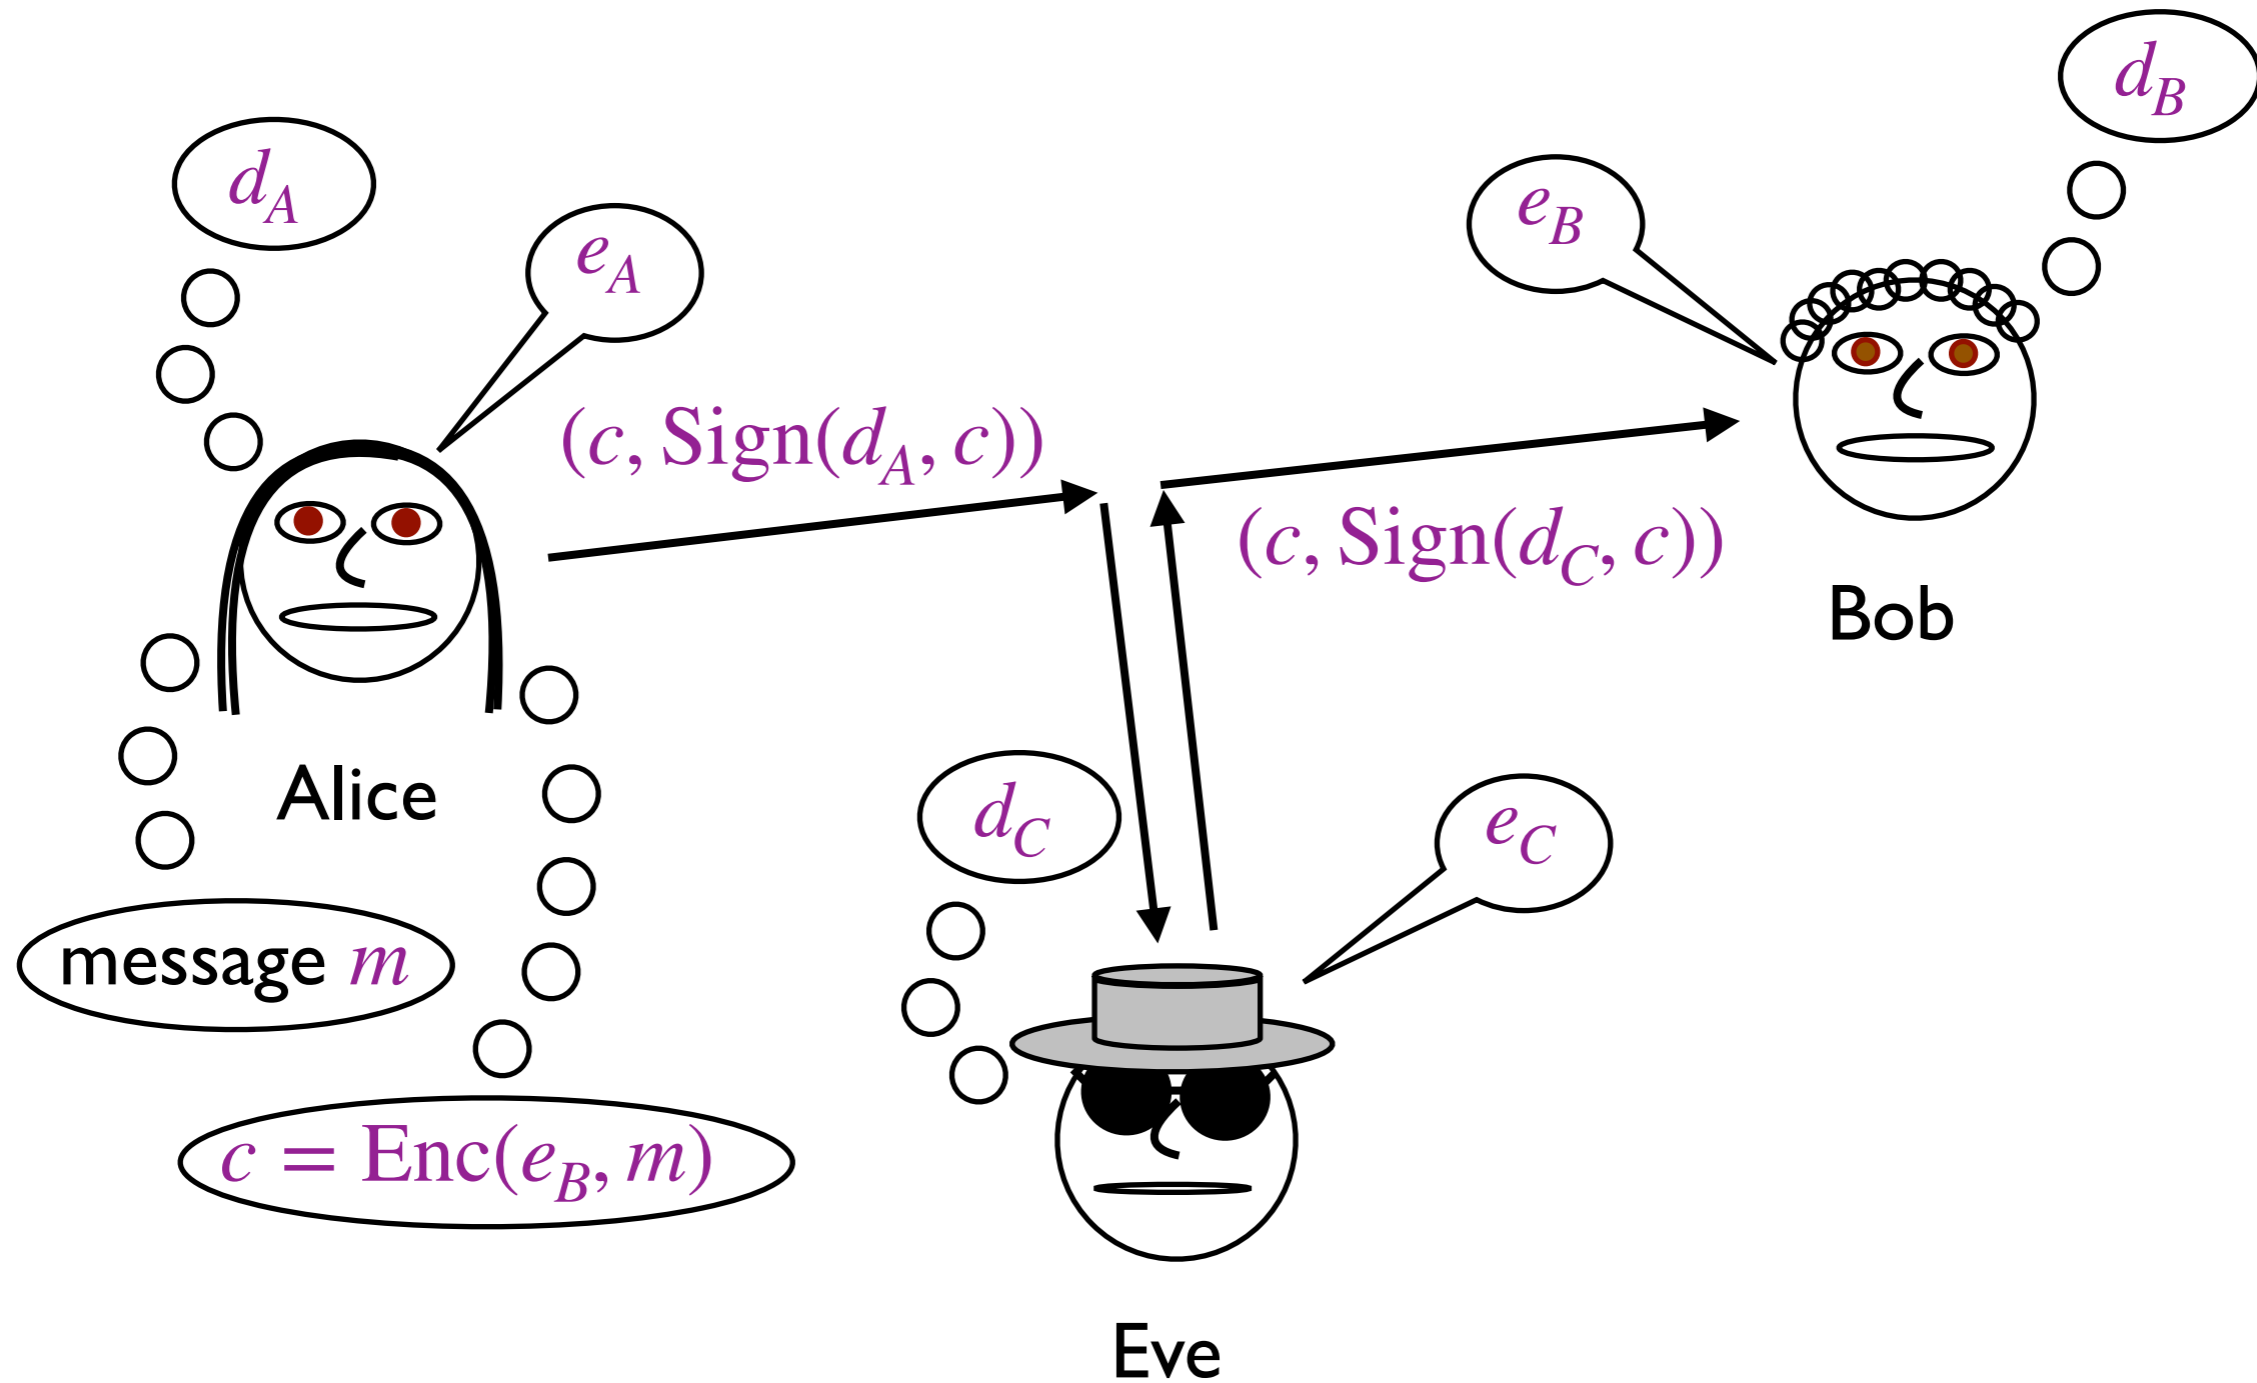 d_B
d_A
e_B
e_A
(c, Sign(d_A, c))
(c, Sign(d_C, c))
Bob
Alice
d_C
e_C
message m
c = Enc(e_B, m)
Eve